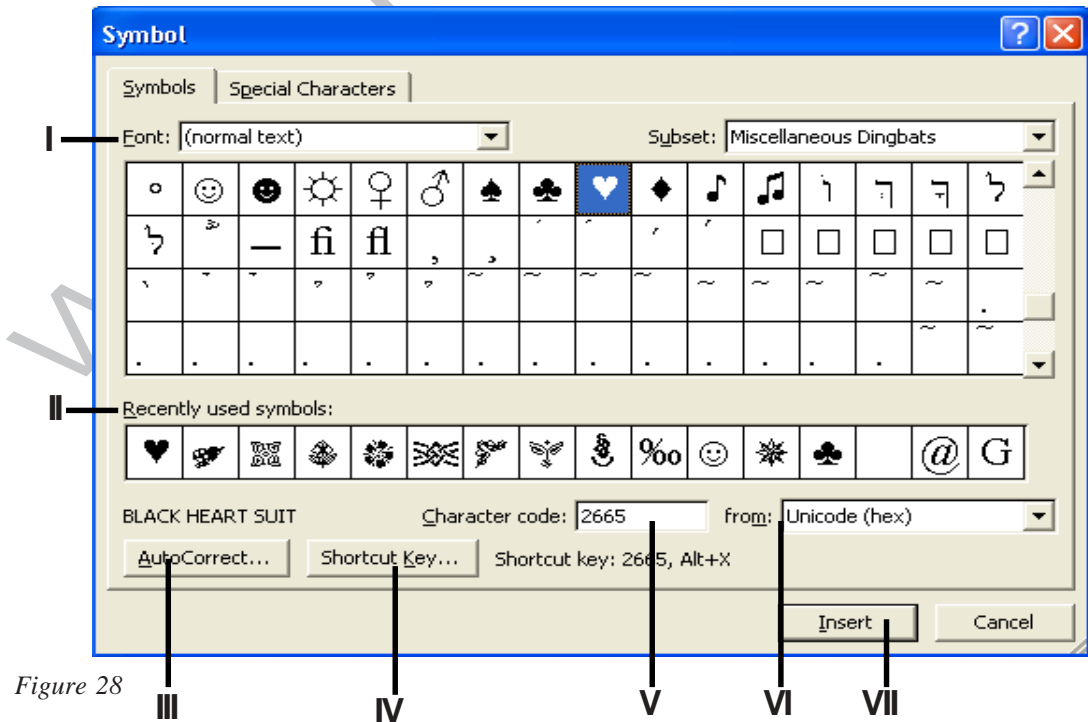 Symbol
Symbols Special Characters
I Font: (normal text) Subset: Miscellaneous Dingbats
fi fl
II Recently used symbols:
‰ @ G
BLACK HEART SUIT Character code: 2665 from: Unicode (hex)
AutoCorrect... Shortcut Key... Shortcut key: 2665, Alt+X
Insert Cancel
Figure 28
III IV V VI VII